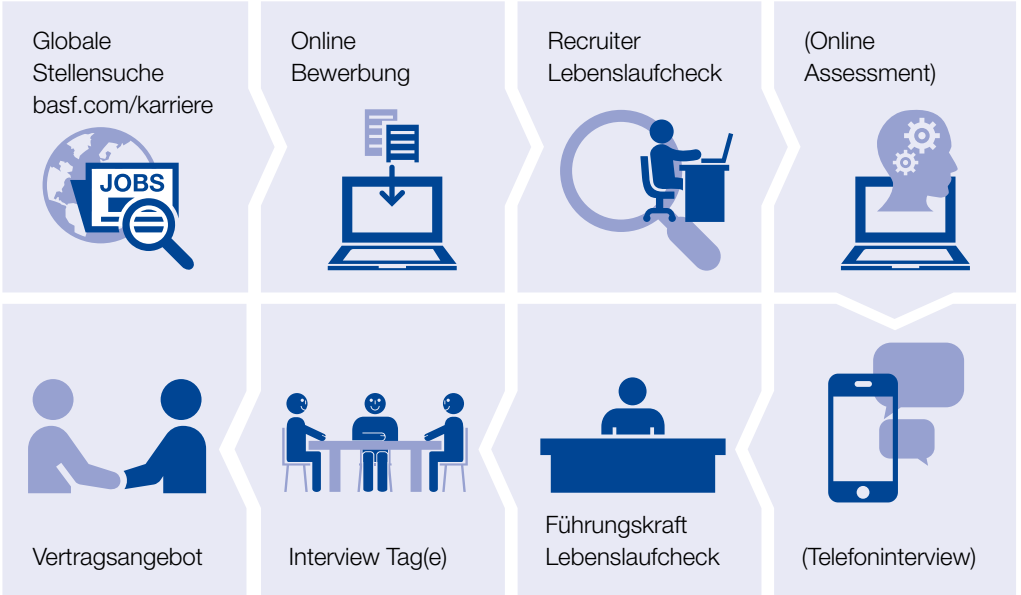 Globale
Stellensuche
basf.com/karriere
JOBS
Online
Bewerbung
Recruiter
Lebenslaufcheck
(Online
Assessment)
(Telefoninterview)
Führungskraft
Lebenslaufcheck
Interview Tag(e)
Vertragsangebot